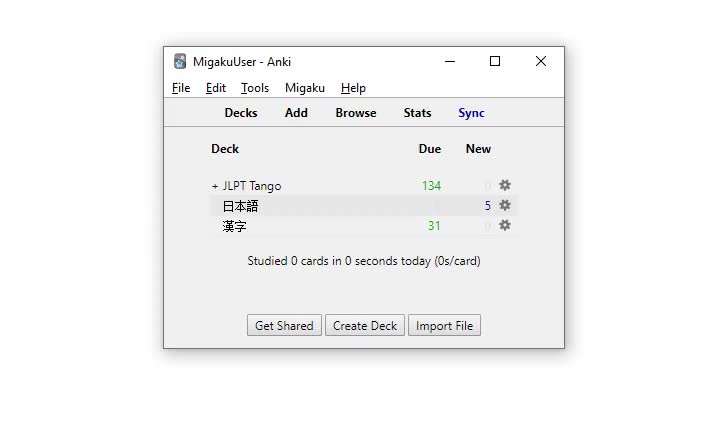 MigakuUser - Anki
File Edit Tools Migaku Help
Decks Add Browse Stats Sync
Deck Due New
+ JLPT Tango 134 0
日本語 5
漢字 31 0
Studied 0 cards in 0 seconds today (0s/card)
Get Shared Create Deck Import File